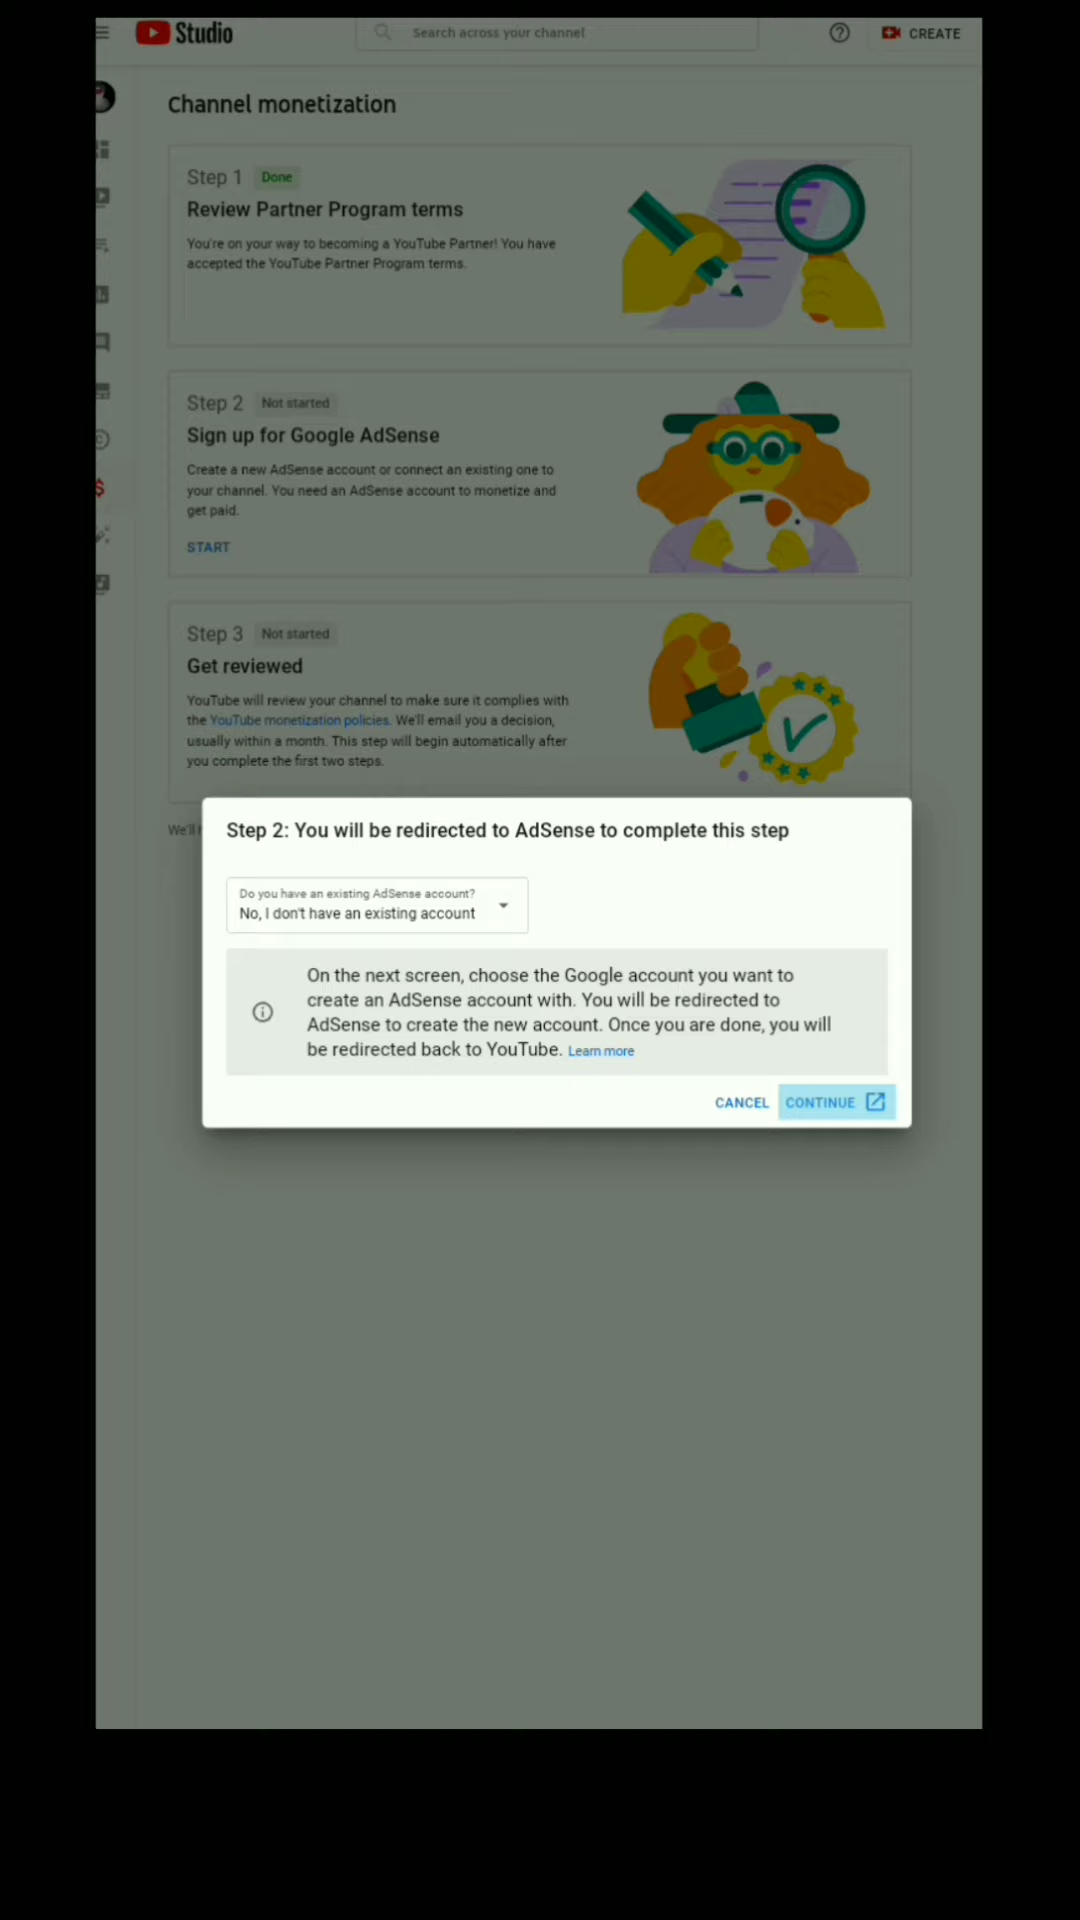 Studio
Search across your channel
CREATE
Channel monetization
Step 1 Done
Review Partner Program terms
You're on your way to becoming a YouTube Partner! You have
accepted the YouTube Partner Program terms.
Step 2 Not started
Sign up for Google AdSense
Create a new AdSense account or connect an existing one to
your channel. You need an AdSense account to monetize and
get paid.
START
Step 3 Not started
Get reviewed
YouTube will review your channel to make sure it complies with
the YouTube monetization policies. We'll email you a decision,
usually within a month. This step will begin automatically after
you complete the first two steps.
We'll
Step 2: You will be redirected to AdSense to complete this step
Do you have an existing AdSense account?
No, I don't have an existing account
On the next screen, choose the Google account you want to
create an AdSense account with. You will be redirected to
AdSense to create the new account. Once you are done, you will
be redirected back to YouTube. Learn more
CANCEL CONTINUE